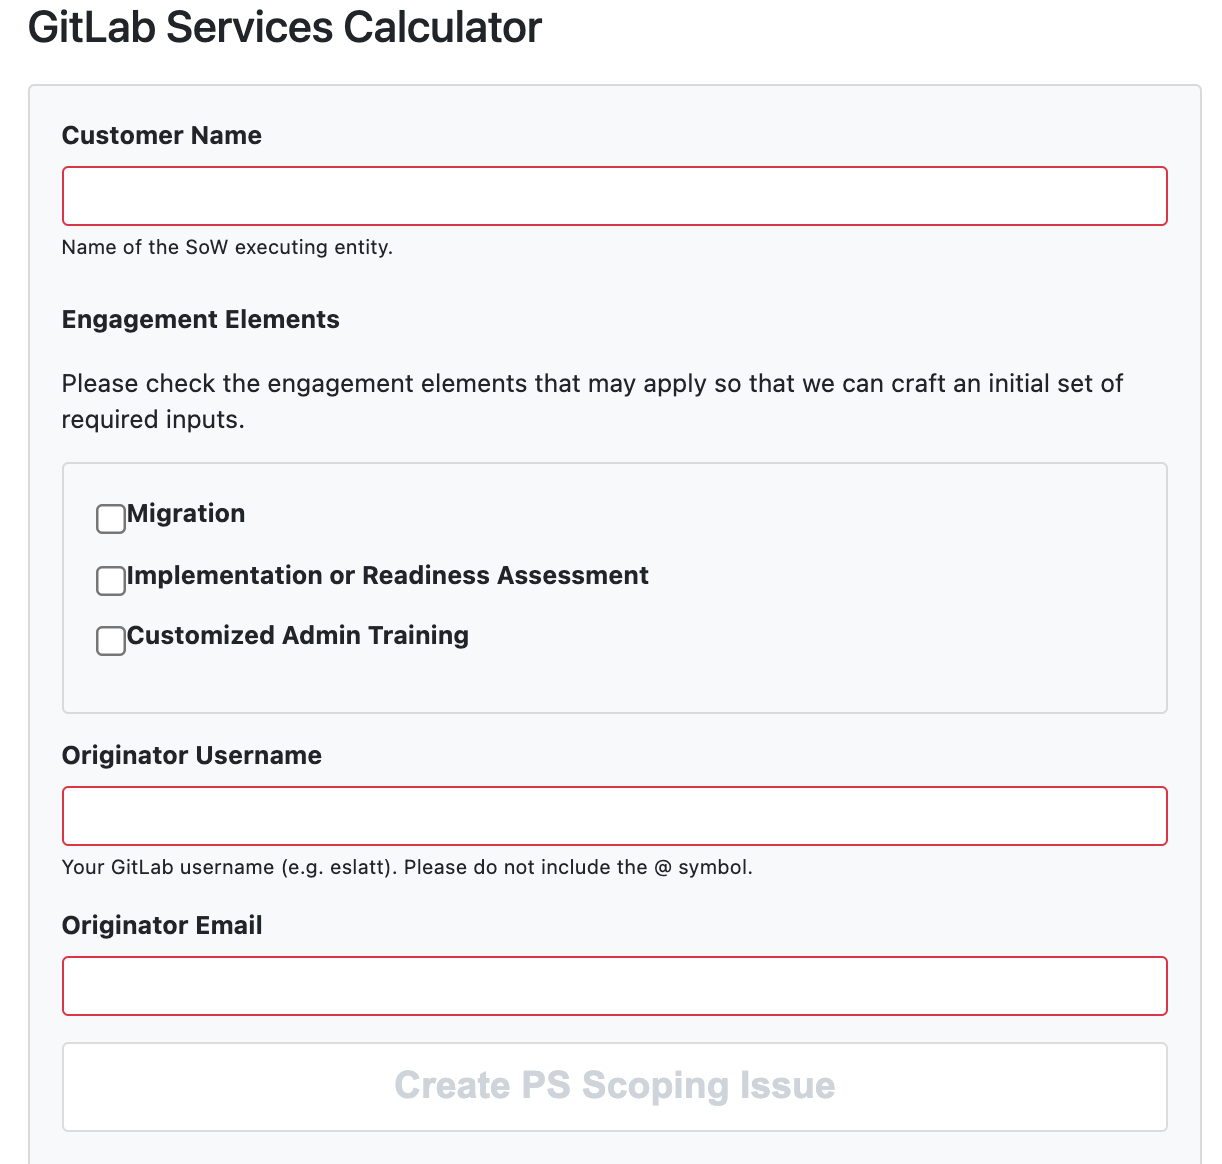 GitLab Services Calculator
Customer Name
Name of the SoW executing entity.
Engagement Elements
Please check the engagement elements that may apply so that we can craft an initial set of
required inputs.
Migration
Implementation or Readiness Assessment
Customized Admin Training
Originator Username
Your GitLab username (e.g. eslatt). Please do not include the @ symbol.
Originator Email
Create PS Scoping Issue